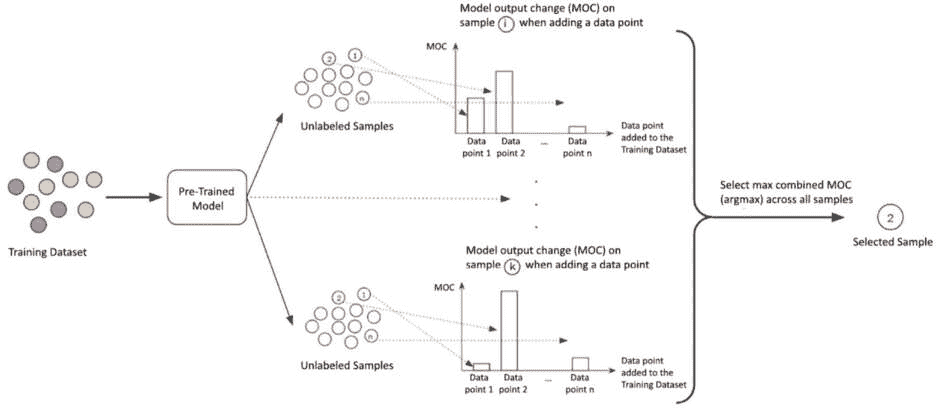 Model output change (MOC) on
sample i when adding a data point
MOC
2
1
n
Unlabeled Samples
Data
point 1
Data
point 2
...
Data
point n
Data point
added to the
Training Dataset
Training Dataset
Pre-Trained
Model
Select max combined MOC
(argmax) across all samples
2
Selected Sample
Model output change (MOC) on
sample k when adding a data point
MOC
2
1
n
Unlabeled Samples
Data
point 1
Data
point 2
...
Data
point n
Data point
added to the
Training Dataset